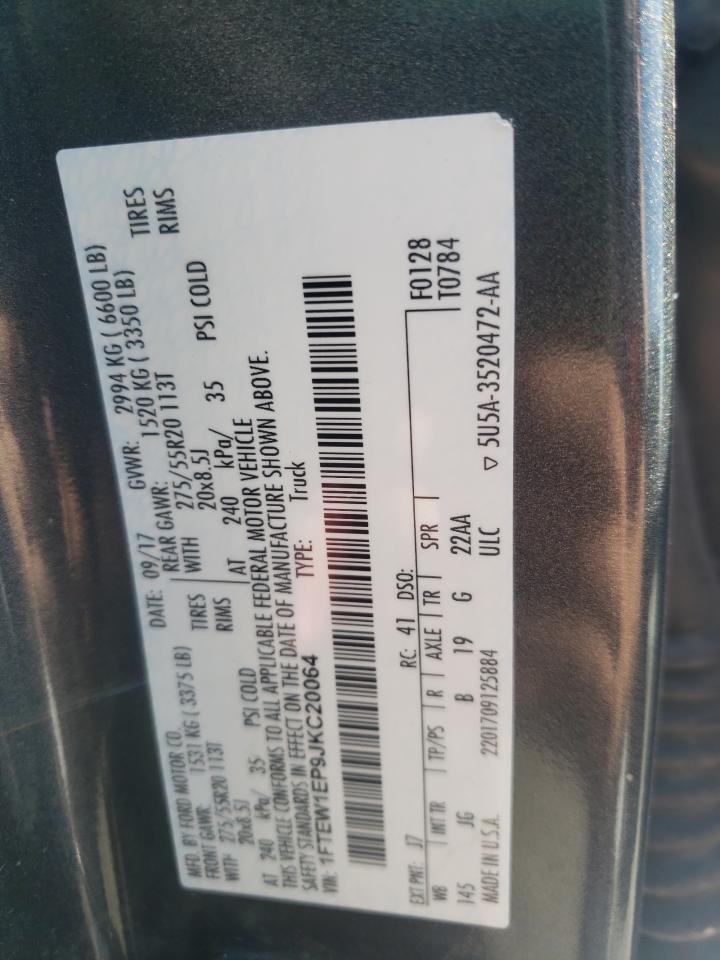 MFD. BY FORD MOTOR CO. DATE: 09/17 GVWR: 2994 KG ( 6600 LB)
FRONT GAWR: 1531 KG ( 3375 LB) REAR GAWR: 1520 KG ( 3350 LB)
WITH 275/55R20 113T TIRES WITH 275/55R20 113T TIRES
20x8.5J RIMS 20x8.5J RIMS
AT 240 kPa/ 35 PSI COLD AT 240 kPa/ 35 PSI COLD
THIS VEHICLE CONFORMS TO ALL APPLICABLE FEDERAL MOTOR VEHICLE
SAFETY STANDARDS IN EFFECT ON THE DATE OF MANUFACTURE SHOWN ABOVE.
VIN: 1FTEW1EP9JKC20064 TYPE: Truck
EXT PNT: J7 RC: 41 DSO: F0128
WB INT TR TP/PS R AXLE TR SPR T0784
145 JG B 19 G 22AA
MADE IN U.S.A. 2201709125884 ULC ▽ 5U5A-3520472-AA